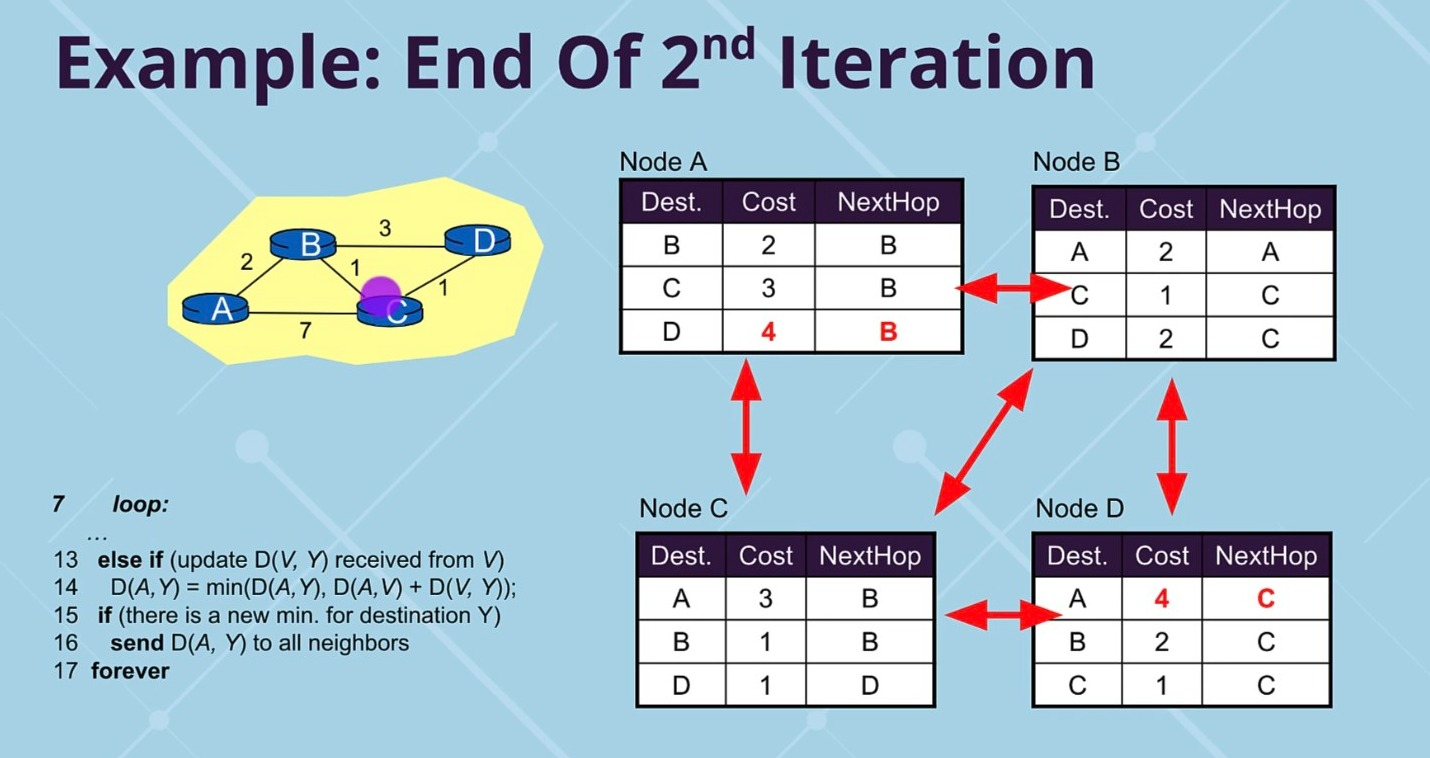 Example: End Of 2nd Iteration
B
3
D
2
1
1
A
C
7
Node A
Dest. Cost NextHop
B 2 B
C 3 B
D 4 B
Node B
Dest. Cost NextHop
A 2 A
C 1 C
D 2 C
7 loop:
…
13 else if (update D(V, Y) received from V)
14 D(A,Y) = min(D(A,Y), D(A,V) + D(V, Y));
15 if (there is a new min. for destination Y)
16 send D(A, Y) to all neighbors
17 forever
Node C
Dest. Cost NextHop
A 3 B
B 1 B
D 1 D
Node D
Dest. Cost NextHop
A 4 C
B 2 C
C 1 C